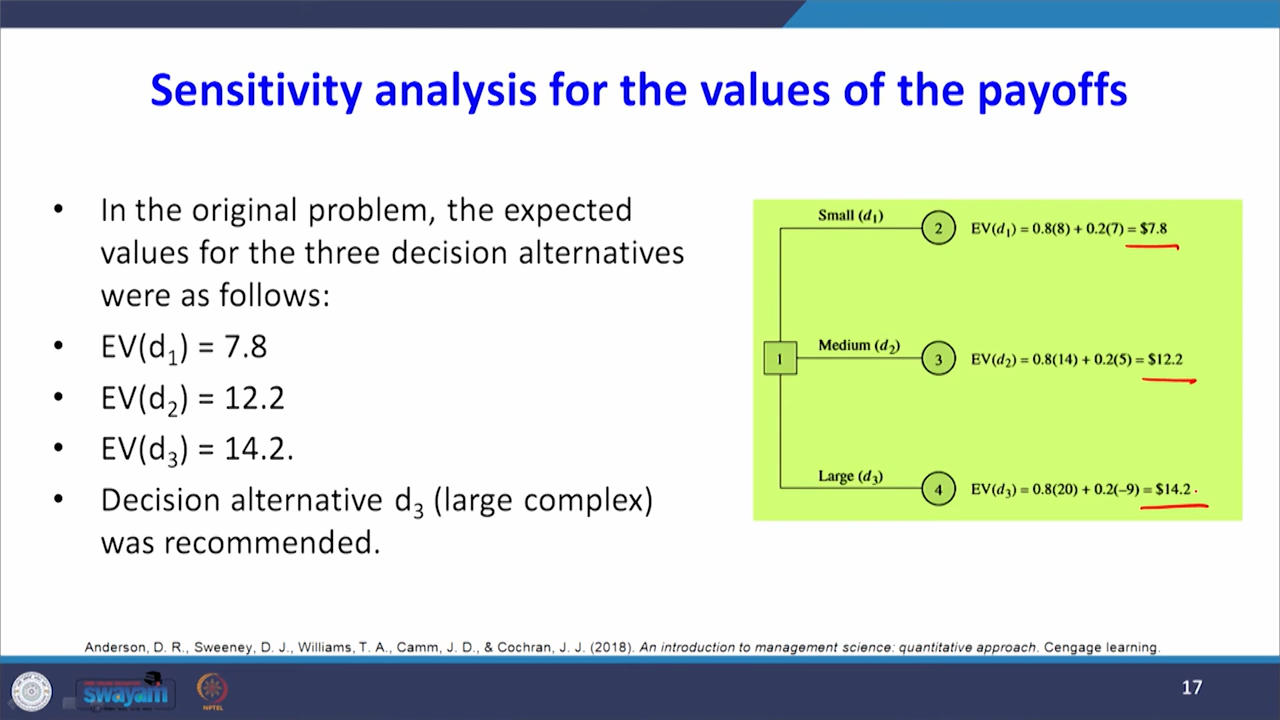 Sensitivity analysis for the values of the payoffs
• In the original problem, the expected
values for the three decision alternatives
were as follows:
• EV(d₁) = 7.8
• EV(d₂) = 12.2
• EV(d₃) = 14.2.
• Decision alternative d₃ (large complex)
was recommended.
Small (d₁)
2
EV(d₁) = 0.8(8) + 0.2(7) = $7.8
1
Medium (d₂)
3
EV(d₂) = 0.8(14) + 0.2(5) = $12.2
Large (d₃)
4
EV(d₃) = 0.8(20) + 0.2(–9) = $14.2
Anderson, D. R., Sweeney, D. J., Williams, T. A., Camm, J. D., & Cochran, J. J. (2018). An introduction to management science: quantitative approach. Cengage learning.
swayam
NPTEL
17